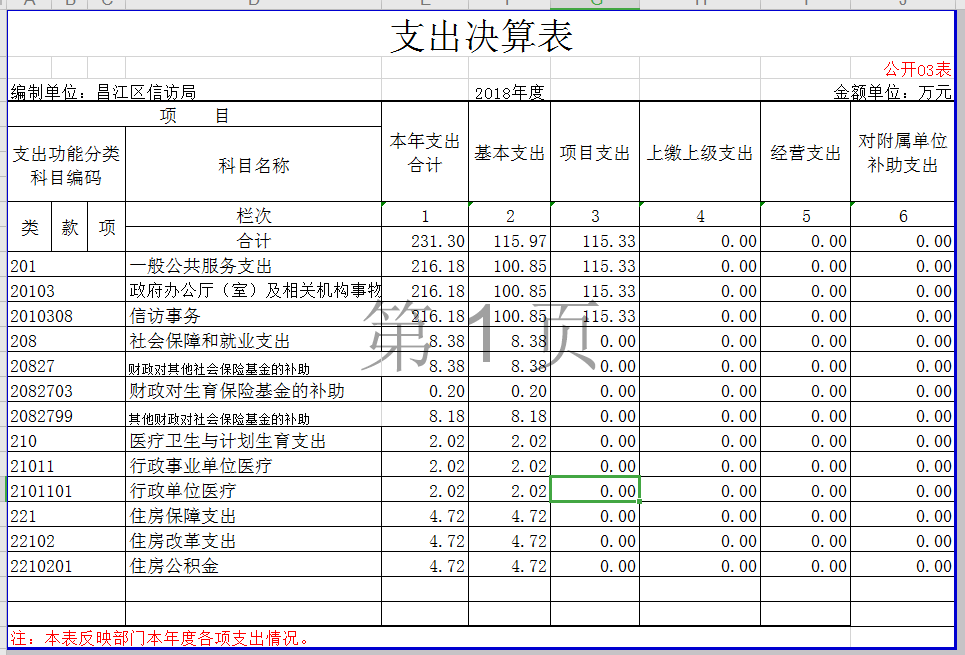 支出决算表
公开03表
编制单位：昌江区信访局 2018年度 金额单位：万元
项 目 本年支出合计 基本支出 项目支出 上缴上级支出 经营支出 对附属单位补助支出
支出功能分类科目编码 科目名称
类 款 项 栏次 1 2 3 4 5 6
合计 231.30 115.97 115.33 0.00 0.00 0.00
201 一般公共服务支出 216.18 100.85 115.33 0.00 0.00 0.00
20103 政府办公厅（室）及相关机构事物 216.18 100.85 115.33 0.00 0.00 0.00
2010308 信访事务 216.18 100.85 115.33 0.00 0.00 0.00
208 社会保障和就业支出 8.38 8.38 0.00 0.00 0.00 0.00
20827 财政对其他社会保险基金的补助 8.38 8.38 0.00 0.00 0.00 0.00
2082703 财政对生育保险基金的补助 0.20 0.20 0.00 0.00 0.00 0.00
2082799 其他财政对社会保险基金的补助 8.18 8.18 0.00 0.00 0.00 0.00
210 医疗卫生与计划生育支出 2.02 2.02 0.00 0.00 0.00 0.00
21011 行政事业单位医疗 2.02 2.02 0.00 0.00 0.00 0.00
2101101 行政单位医疗 2.02 2.02 0.00 0.00 0.00 0.00
221 住房保障支出 4.72 4.72 0.00 0.00 0.00 0.00
22102 住房改革支出 4.72 4.72 0.00 0.00 0.00 0.00
2210201 住房公积金 4.72 4.72 0.00 0.00 0.00 0.00
注：本表反映部门本年度各项支出情况。
第 1 页